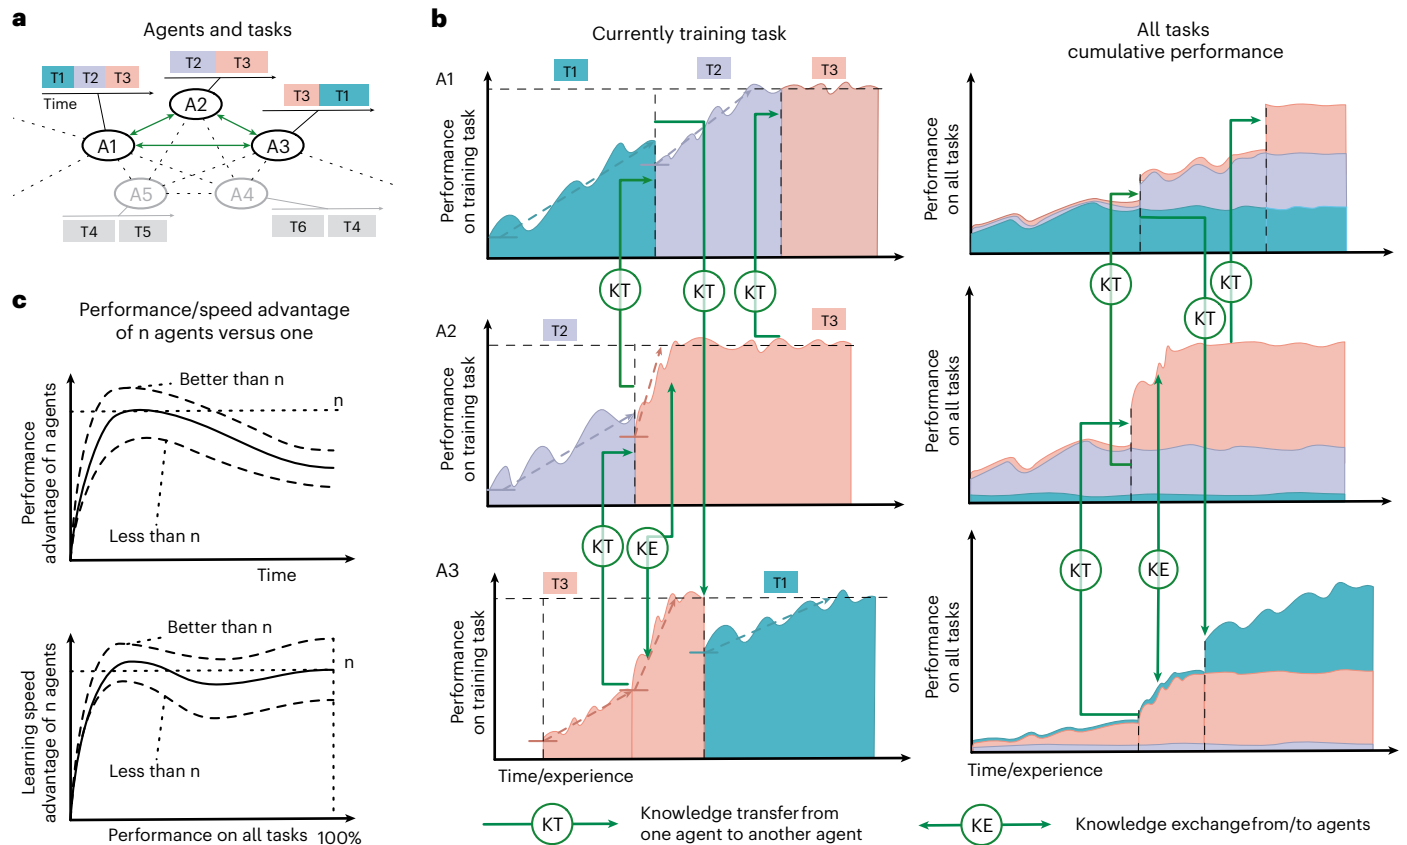 a
Agents and tasks
T2 T3
T1 T2 T3
Time
T3 T1
A2
A1
A3
A5
A4
T4 T5
T6 T4
b
Currently training task
All tasks
cumulative performance
A1
T1
T2
T3
Performance
on training task
Performance
on all tasks
KT
KT
KT
KT
KT
KT
A2
T2
T3
Performance
on training task
Performance
on all tasks
KT
KE
KT
KE
A3
T3
T1
Performance
on training task
Performance
on all tasks
Time/experience
Time/experience
KT
Knowledge transfer from
one agent to another agent
KE
Knowledge exchange from/to agents
c
Performance/speed advantage
of n agents versus one
Better than n
n
Performance
advantage of n agents
Less than n
Time
Better than n
n
Learning speed
advantage of n agents
Less than n
Performance on all tasks 100%